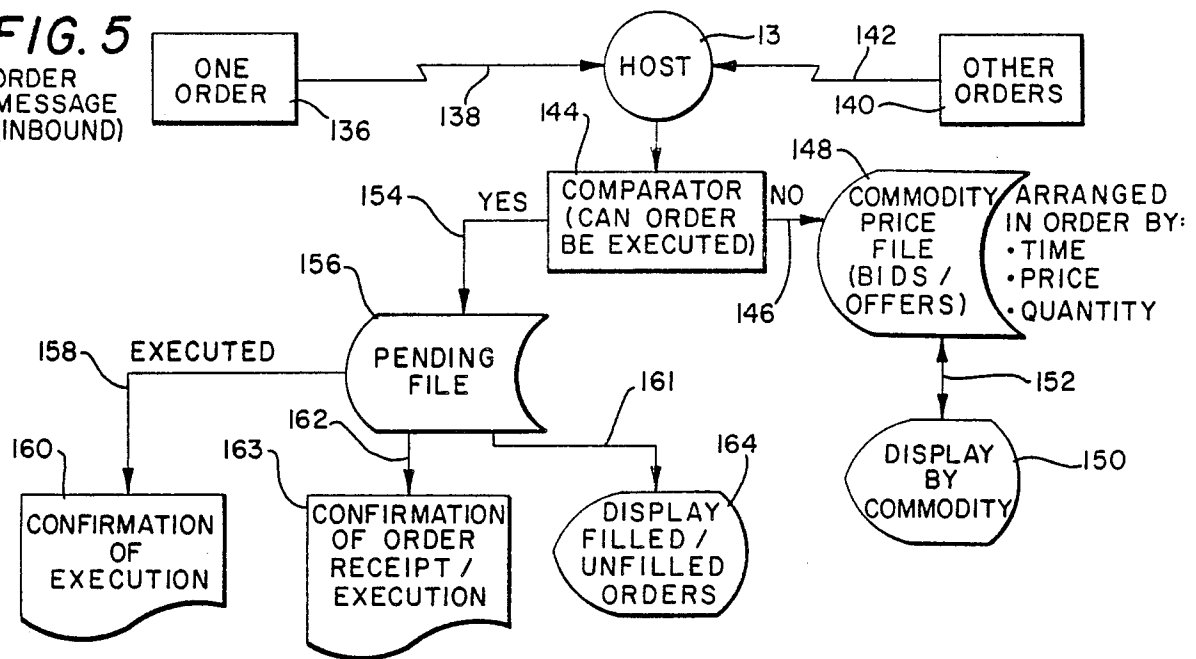 FIG. 5
ORDER
MESSAGE
INBOUND)
ONE
ORDER
136
138
13
HOST
142
OTHER
ORDERS
140
144
COMPARATOR
(CAN ORDER
BE EXECUTED)
YES
154
NO
146
148
COMMODITY
PRICE
FILE
(BIDS /
OFFERS)
ARRANGED
IN ORDER BY:
• TIME
• PRICE
• QUANTITY
152
DISPLAY
BY
COMMODITY
150
156
PENDING
FILE
158
EXECUTED
161
162
160
CONFIRMATION
OF
EXECUTION
163
CONFIRMATION
OF ORDER
RECEIPT /
EXECUTION
164
DISPLAY
FILLED /
UNFILLED
ORDERS